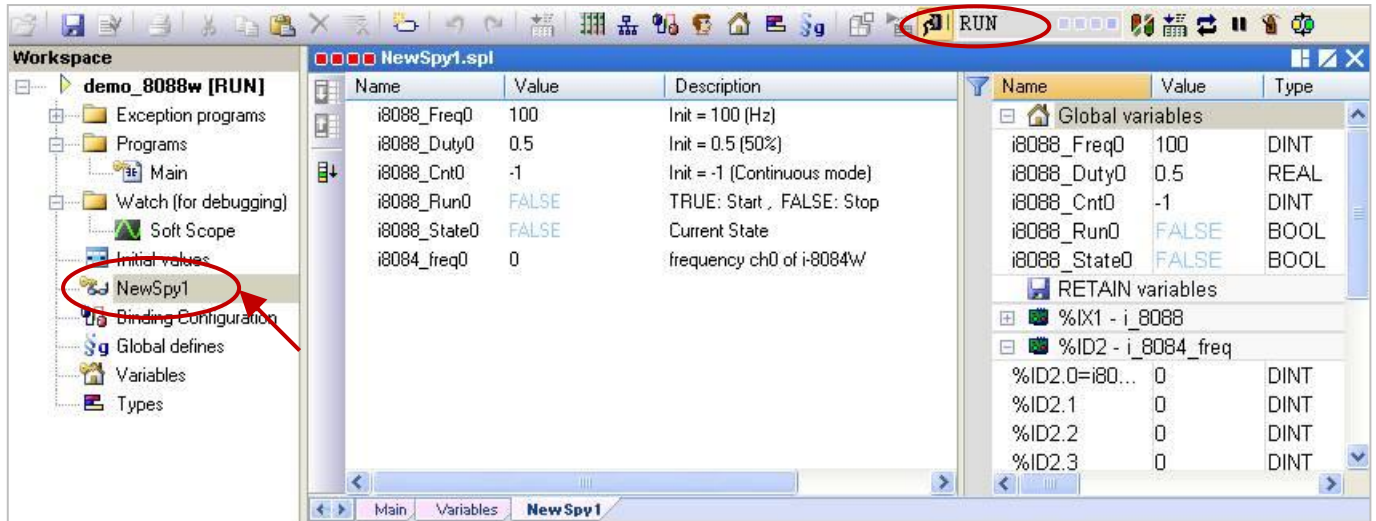 RUN
Workspace
demo_8088w [RUN]
Exception programs
Programs
Main
Watch (for debugging)
Soft Scope
Initial values
NewSpy1
Binding Configuration
Global defines
Variables
Types
NewSpy1.spl
Name Value Description
i8088_Freq0 100 Init = 100 (Hz)
i8088_Duty0 0.5 Init = 0.5 (50%)
i8088_Cnt0 -1 Init = -1 (Continuous mode)
i8088_Run0 FALSE TRUE: Start , FALSE: Stop
i8088_State0 FALSE Current State
i8084_freq0 0 frequency ch0 of i-8084W
Name Value Type
Global variables
i8088_Freq0 100 DINT
i8088_Duty0 0.5 REAL
i8088_Cnt0 -1 DINT
i8088_Run0 FALSE BOOL
i8088_State0 FALSE BOOL
RETAIN variables
%IX1 - i_8088
%ID2 - i_8084_freq
%ID2.0=i80... 0 DINT
%ID2.1 0 DINT
%ID2.2 0 DINT
%ID2.3 0 DINT
Main Variables NewSpy1